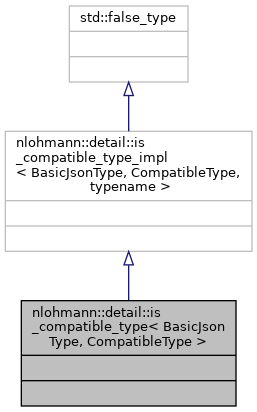 std::false_type
nlohmann::detail::is
_compatible_type_impl
< BasicJsonType, CompatibleType,
typename >
nlohmann::detail::is
_compatible_type< BasicJson
Type, CompatibleType >